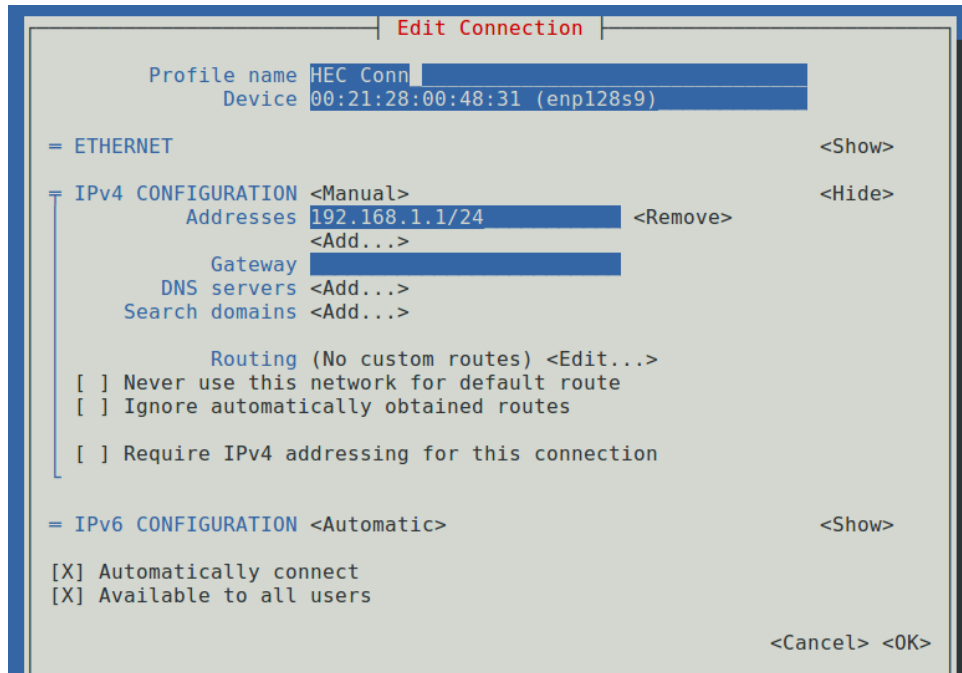 Edit Connection
Profile name HEC Conn
Device 00:21:28:00:48:31 (enp128s9)
= ETHERNET <Show>
= IPv4 CONFIGURATION <Manual> <Hide>
Addresses 192.168.1.1/24 <Remove>
<Add...>
Gateway
DNS servers <Add...>
Search domains <Add...>
Routing (No custom routes) <Edit...>
[ ] Never use this network for default route
[ ] Ignore automatically obtained routes
[ ] Require IPv4 addressing for this connection
= IPv6 CONFIGURATION <Automatic> <Show>
[X] Automatically connect
[X] Available to all users
<Cancel> <OK>